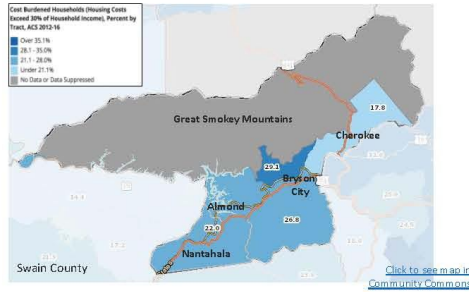 Cost Burdened Households (Housing Costs
Exceed 30% of Household Income), Percent by
Tract, ACS 2012-16
Over 35.1%
28.1 - 35.0%
21.1 - 28.0%
Under 21.1%
No Data or Data Suppressed
17.8
Great Smokey Mountains
Cherokee
29.1
Bryson
City
Almond
22.0
26.8
Nantahala
Swain County
Click to see map in
Community Commons